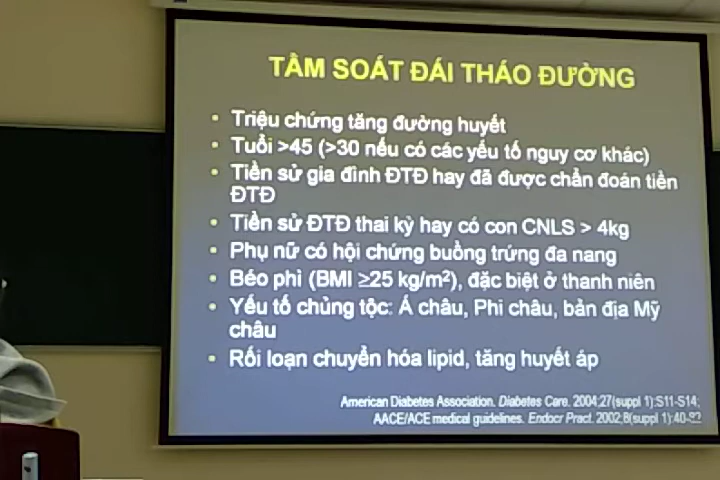 TẦM SOÁT ĐÁI THÁO ĐƯỜNG
• Triệu chứng tăng đường huyết
• Tuổi >45 (>30 nếu có các yếu tố nguy cơ khác)
• Tiền sử gia đình ĐTĐ hay đã được chẩn đoán tiền
ĐTĐ
• Tiền sử ĐTĐ thai kỳ hay có con CNLS > 4kg
• Phụ nữ có hội chứng buồng trứng đa nang
• Béo phì (BMI ≥25 kg/m²), đặc biệt ở thanh niên
• Yếu tố chủng tộc: Á châu, Phi châu, bản địa Mỹ
châu
• Rối loạn chuyển hóa lipid, tăng huyết áp
American Diabetes Association. Diabetes Care. 2004;27(suppl 1):S11-S14;
AACE/ACE medical guidelines. Endocr Pract. 2002;8(suppl 1):40-82